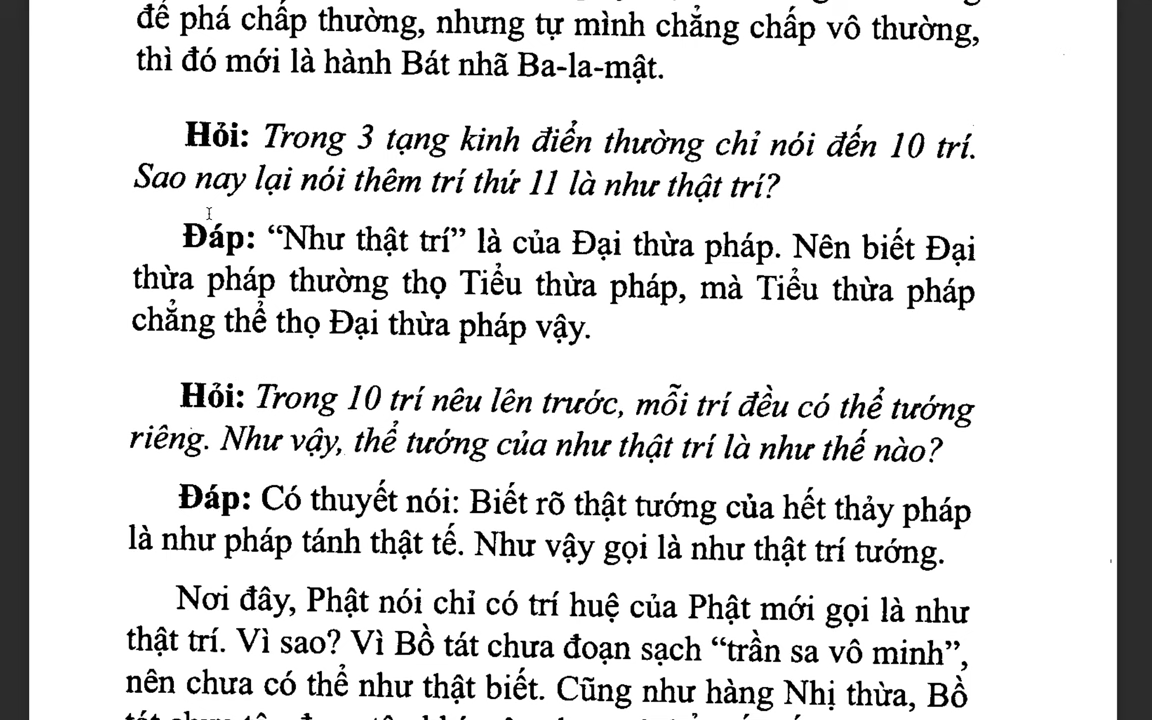 để phá chấp thường, nhưng tự mình chẳng chấp vô thường,
thì đó mới là hành Bát nhã Ba-la-mật.
Hỏi: Trong 3 tạng kinh điển thường chỉ nói đến 10 trí.
Sao nay lại nói thêm trí thứ 11 là như thật trí?
Đáp: “Như thật trí” là của Đại thừa pháp. Nên biết Đại
thừa pháp thường thọ Tiểu thừa pháp, mà Tiểu thừa pháp
chẳng thể thọ Đại thừa pháp vậy.
Hỏi: Trong 10 trí nêu lên trước, mỗi trí đều có thể tướng
riêng. Như vậy, thể tướng của như thật trí là như thế nào?
Đáp: Có thuyết nói: Biết rõ thật tướng của hết thảy pháp
là như pháp tánh thật tế. Như vậy gọi là như thật trí tướng.
Nơi đây, Phật nói chỉ có trí huệ của Phật mới gọi là như
thật trí. Vì sao? Vì Bồ tát chưa đoạn sạch “trần sa vô minh”,
nên chưa có thể như thật biết. Cũng như hàng Nhị thừa, Bồ